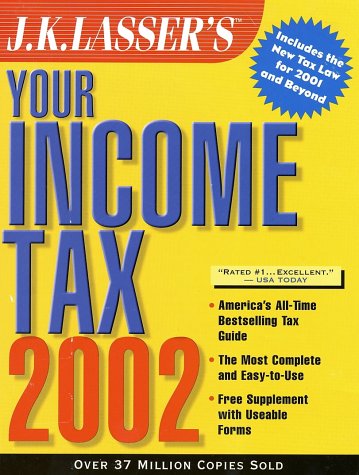 J.K.LASSER'S™
Includes the
New Tax Law
for 2001
and Beyond
YOUR
INCOME
TAX
2002
"RATED #1...EXCELLENT."
— USA TODAY
• America's All-Time
Bestselling Tax
Guide
• The Most Complete
and Easy-to-Use
• Free Supplement
with Useable
Forms
OVER 37 MILLION COPIES SOLD